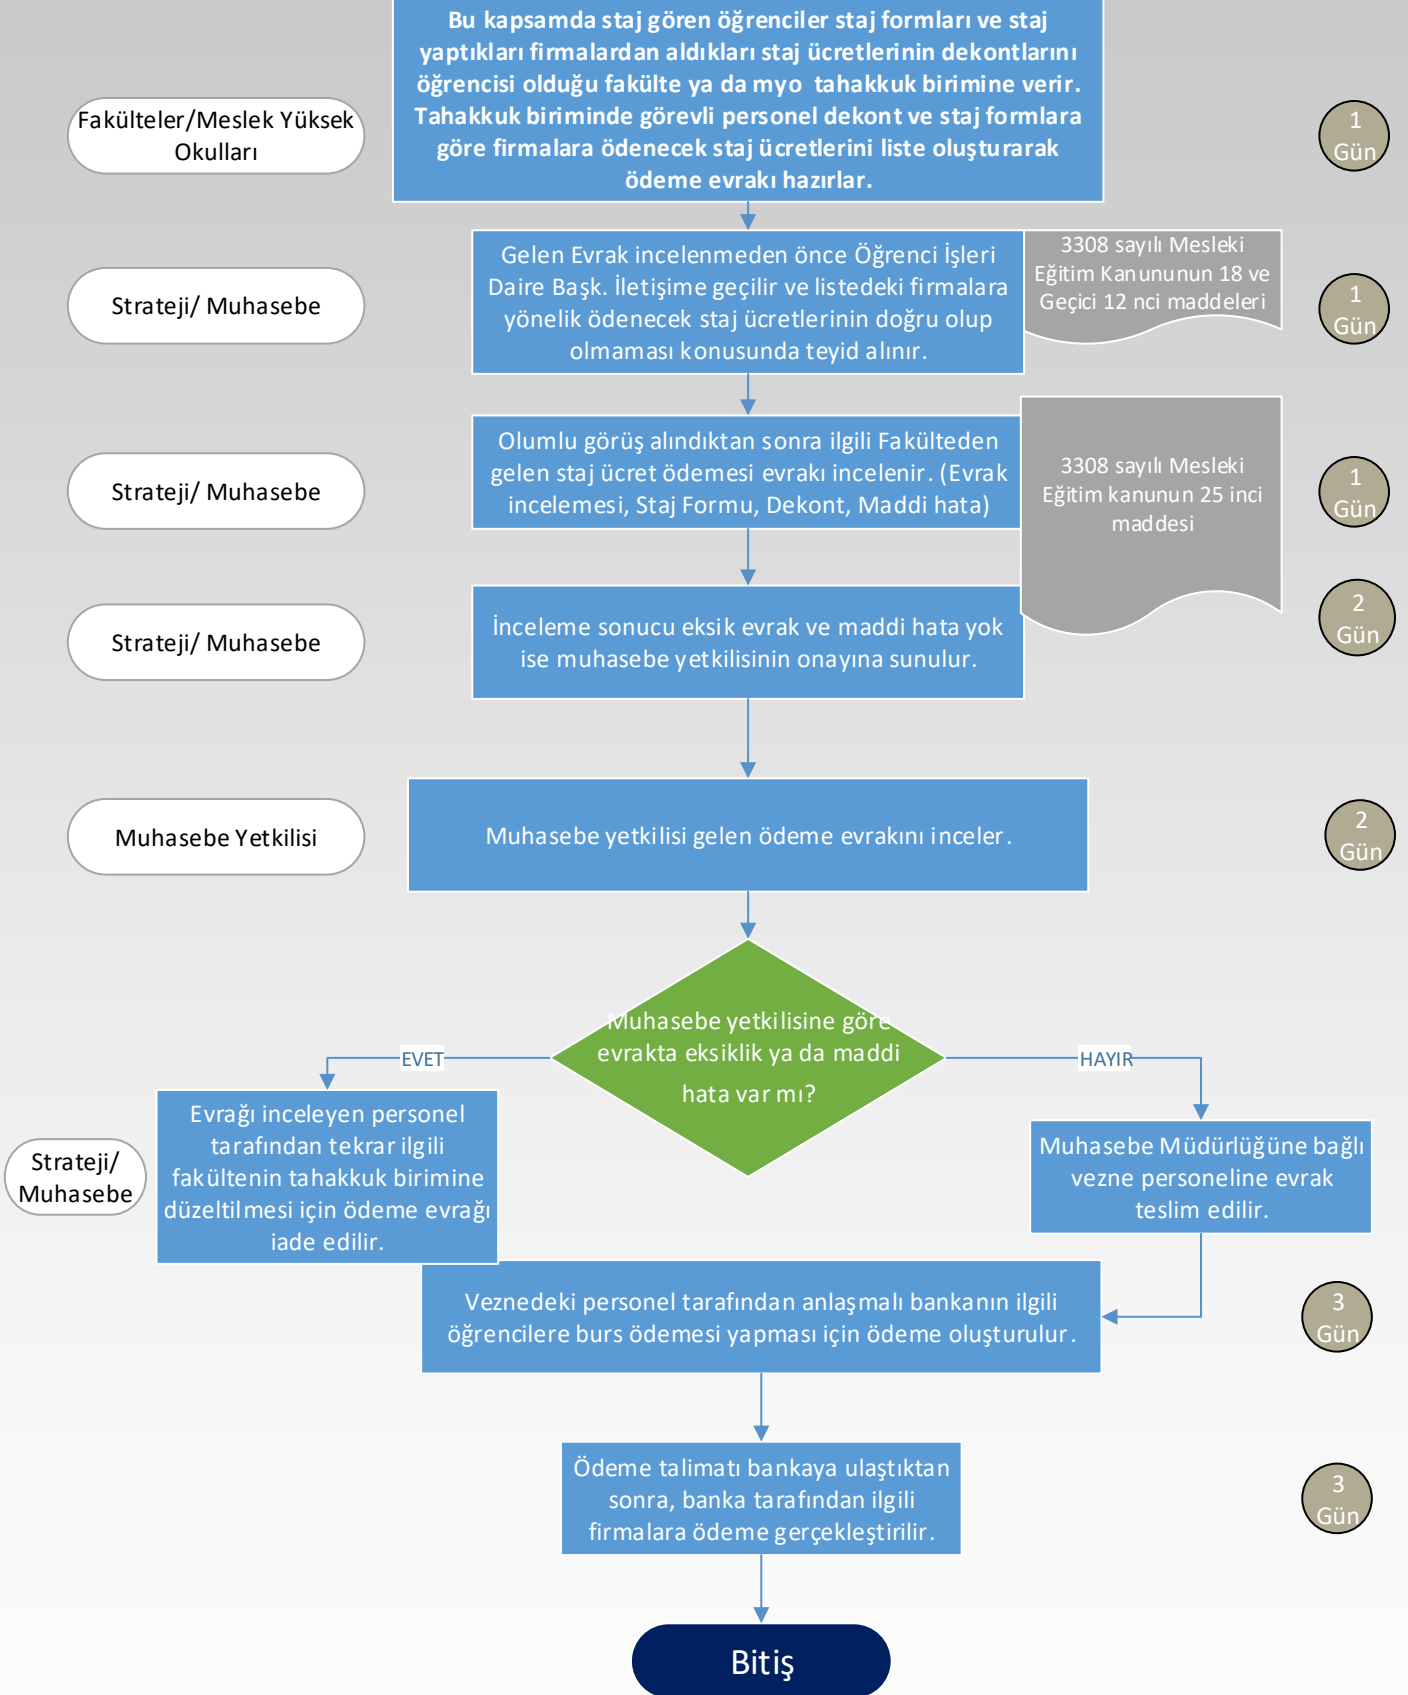 Bu kapsamda staj gören öğrenciler staj formları ve staj
yaptıkları firmalardan aldıkları staj ücretlerinin dekontlarını
öğrencisi olduğu fakülte ya da myo tahakkuk birimine verir.
Tahakkuk biriminde görevli personel dekont ve staj formlara
göre firmalara ödenecek staj ücretlerini liste oluşturarak
ödeme evrakı hazırlar.
Fakülteler/Meslek Yüksek
Okulları
1
Gün
Strateji/ Muhasebe
Gelen Evrak incelenmeden önce Öğrenci İşleri
Daire Başk. İletişime geçilir ve listedeki firmalara
yönelik ödenecek staj ücretlerinin doğru olup
olmaması konusunda teyid alınır.
3308 sayılı Mesleki
Eğitim Kanununun 18 ve
Geçici 12 nci maddeleri
1
Gün
Strateji/ Muhasebe
Olumlu görüş alındıktan sonra ilgili Fakülteden
gelen staj ücret ödemesi evrakı incelenir. (Evrak
incelemesi, Staj Formu, Dekont, Maddi hata)
3308 sayılı Mesleki
Eğitim kanunun 25 inci
maddesi
1
Gün
Strateji/ Muhasebe
İnceleme sonucu eksik evrak ve maddi hata yok
ise muhasebe yetkilisinin onayına sunulur.
2
Gün
Muhasebe Yetkilisi
Muhasebe yetkilisi gelen ödeme evrakını inceler.
2
Gün
Muhasebe yetkilisine göre
evrakta eksiklik ya da maddi
hata var mı?
EVET
HAYIR
Strateji/
Muhasebe
Evrağı inceleyen personel
tarafından tekrar ilgili
fakültenin tahakkuk birimine
düzeltilmesi için ödeme evrağı
iade edilir.
Muhasebe Müdürlüğüne bağlı
vezne personeline evrak
teslim edilir.
Veznedeki personel tarafından anlaşmalı bankanın ilgili
öğrencilere burs ödemesi yapması için ödeme oluşturulur.
3
Gün
Ödeme talimatı bankaya ulaştıktan
sonra, banka tarafından ilgili
firmalara ödeme gerçekleştirilir.
3
Gün
Bitiş